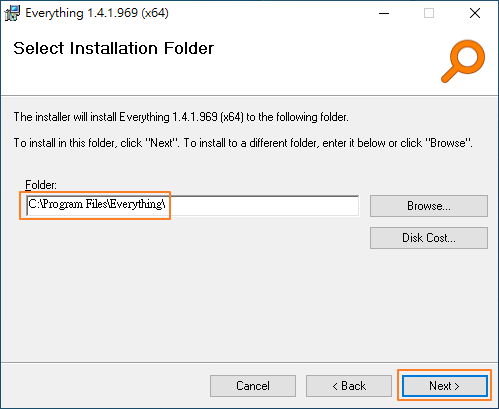 Everything 1.4.1.969 (x64)
Select Installation Folder
The installer will install Everything 1.4.1.969 (x64) to the following folder.
To install in this folder, click "Next". To install to a different folder, enter it below or click "Browse".
Folder:
C:\Program Files\Everything\
Browse...
Disk Cost...
Cancel
< Back
Next >